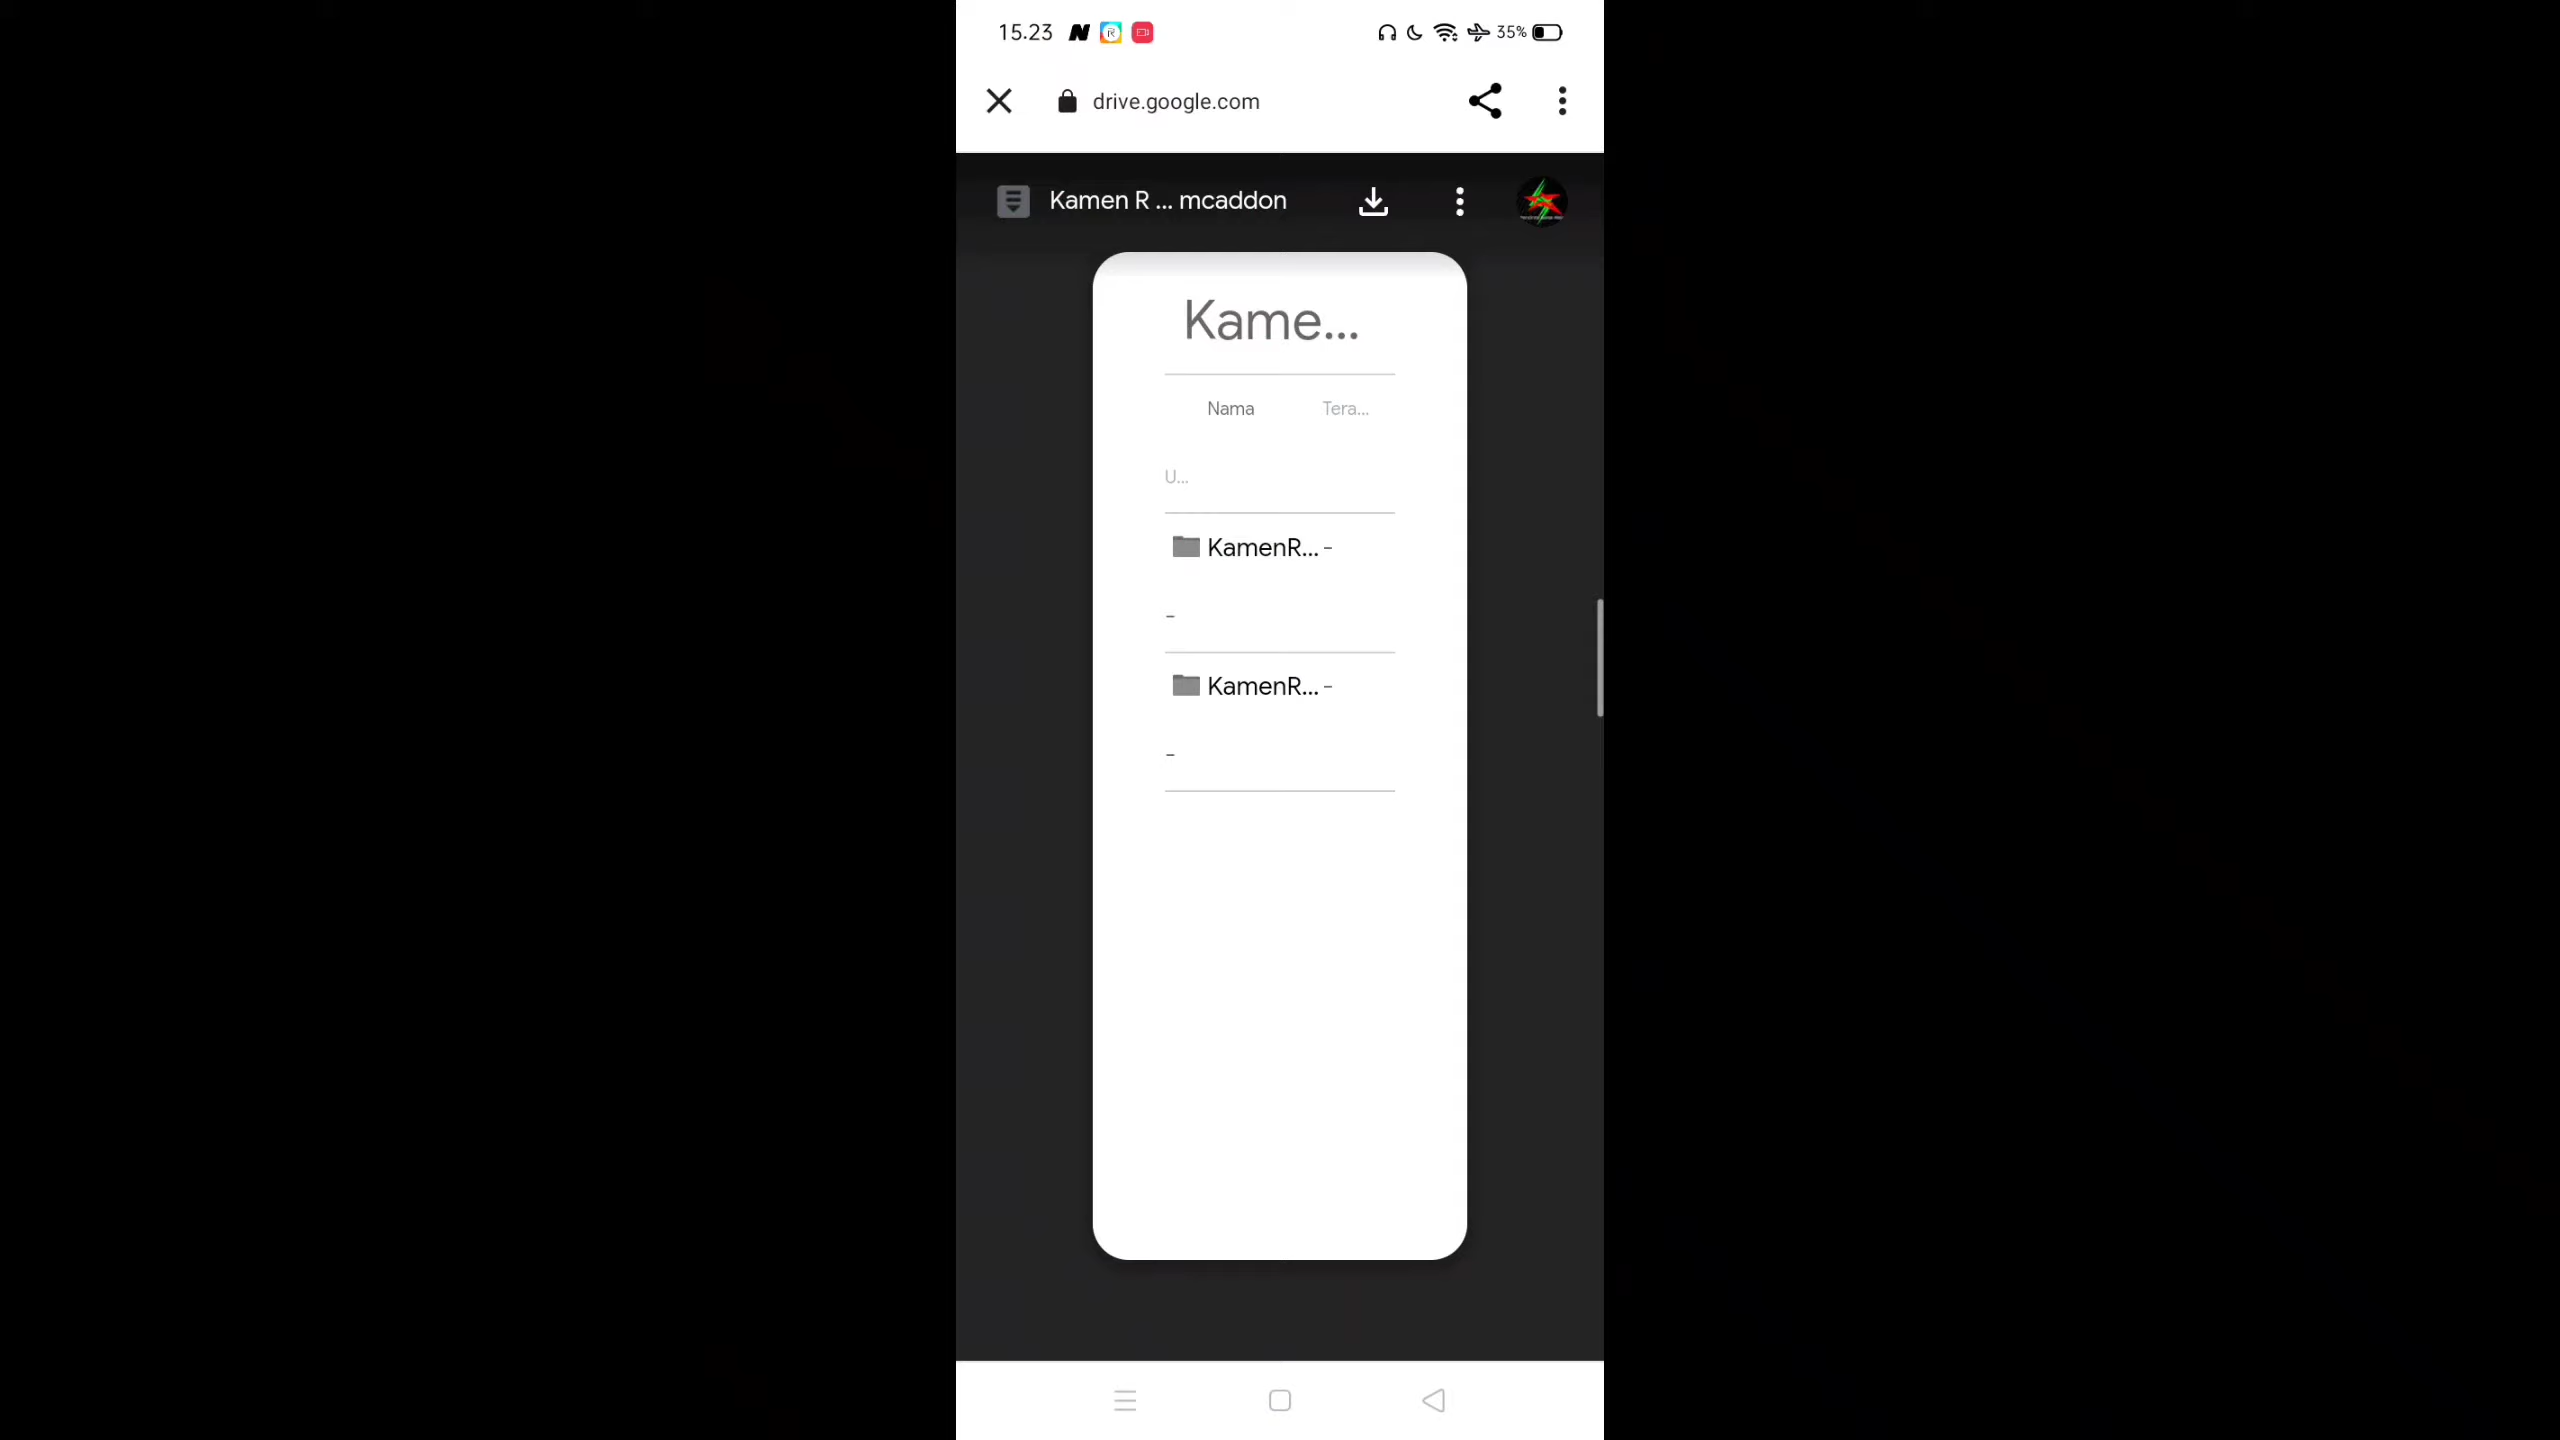 15.23 35%
drive.google.com
Kamen R ... mcaddon
Kame...
Nama Tera...
U...
KamenR... -
-
KamenR... -
-